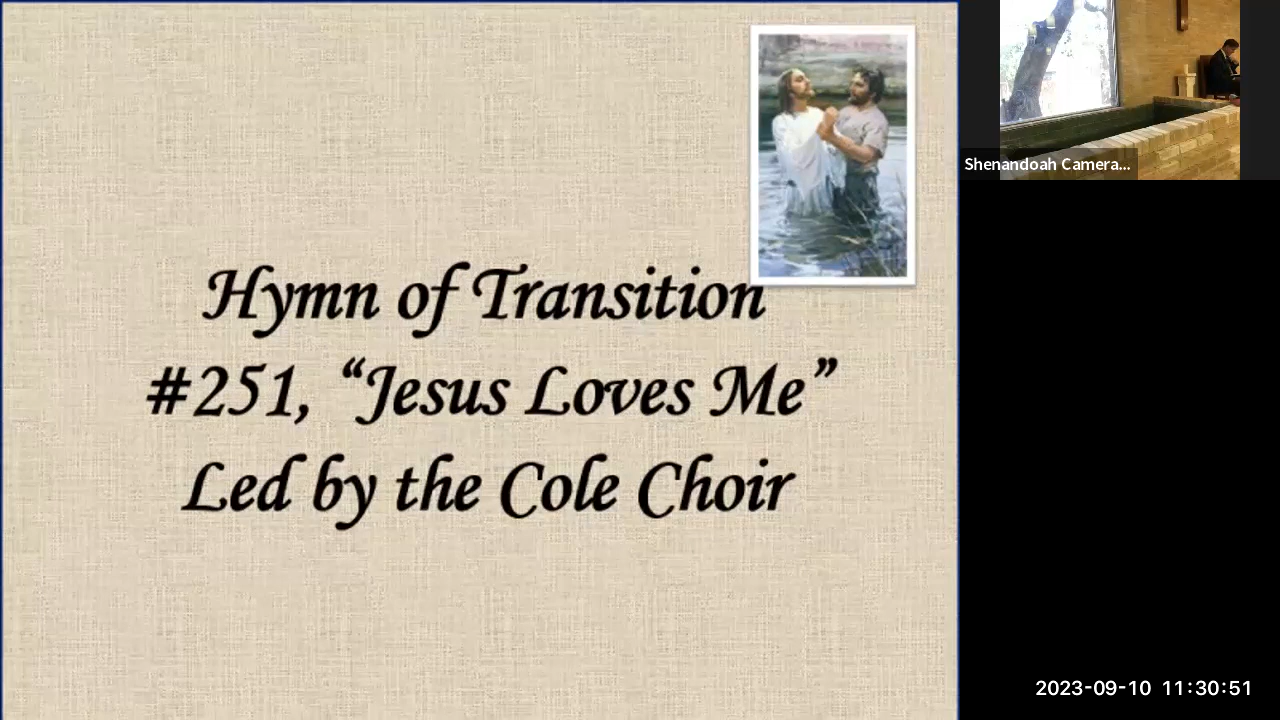 Hymn of Transition
#251, “Jesus Loves Me”
Led by the Cole Choir
Shenandoah Camera...
2023-09-10 11:30:51